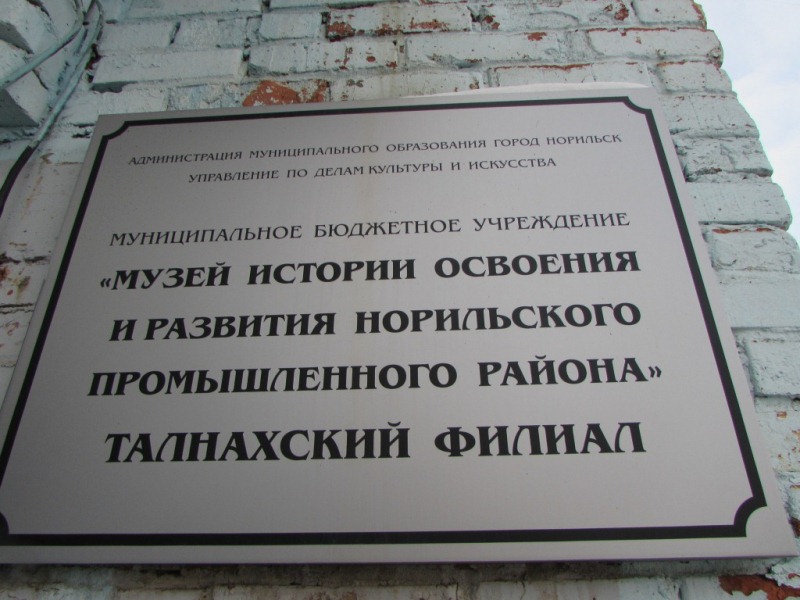 АДМИНИСТРАЦИЯ МУНИЦИПАЛЬНОГО ОБРАЗОВАНИЯ ГОРОД НОРИЛЬСК
УПРАВЛЕНИЕ ПО ДЕЛАМ КУЛЬТУРЫ И ИСКУССТВА
МУНИЦИПАЛЬНОЕ БЮДЖЕТНОЕ УЧРЕЖДЕНИЕ
«МУЗЕЙ ИСТОРИИ ОСВОЕНИЯ
И РАЗВИТИЯ НОРИЛЬСКОГО
ПРОМЫШЛЕННОГО РАЙОНА»
ТАЛНАХСКИЙ ФИЛИАЛ